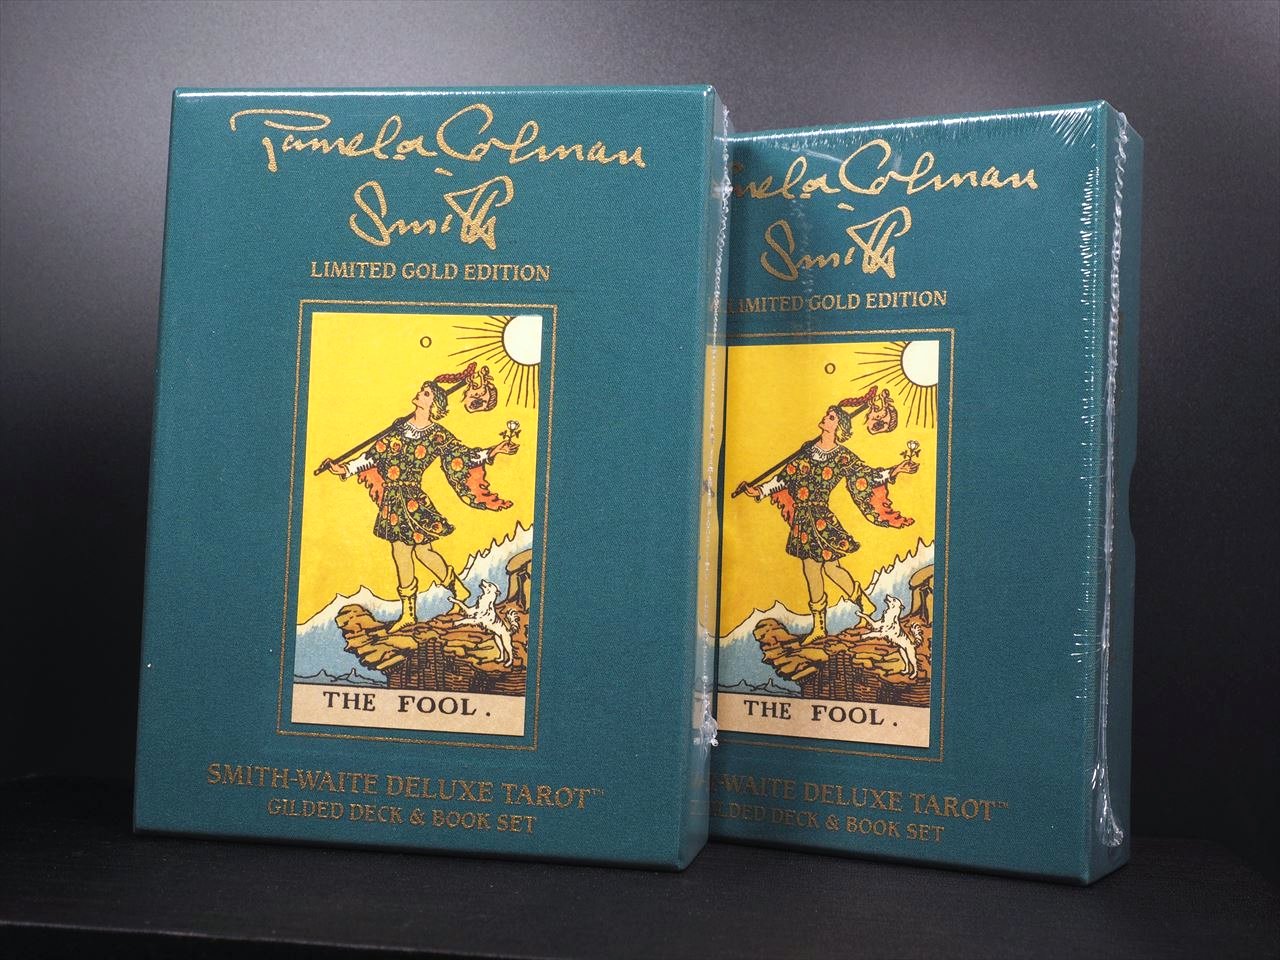 Pamela Colman
Smith
LIMITED GOLD EDITION
THE FOOL.
SMITH-WAITE DELUXE TAROT™
GILDED DECK & BOOK SET
Colman
Smith
LIMITED GOLD EDITION
THE FOOL.
WAITE DELUXE TAROT™
DECK & BOOK SET